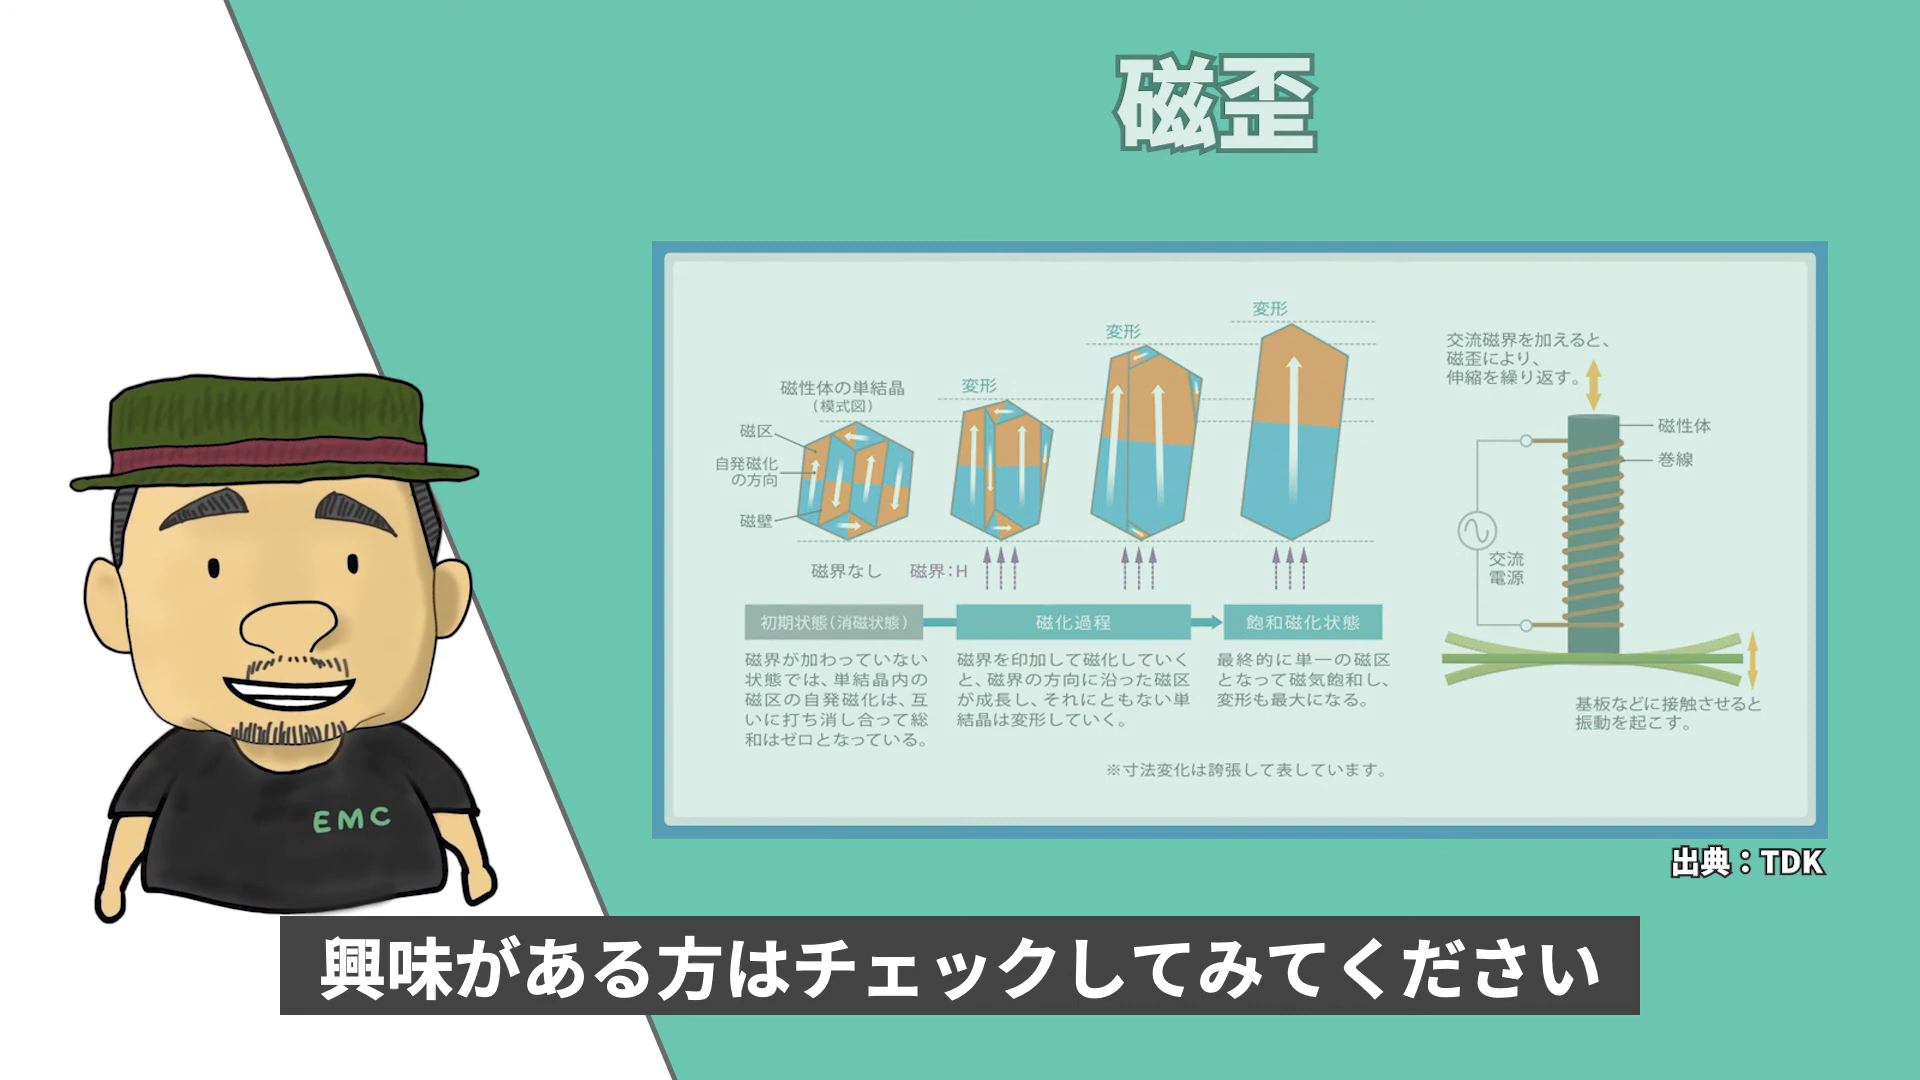 磁歪
変形
変形
変形
磁性体の単結晶
(模式図)
磁区
自発磁化
の方向
磁壁
磁界なし
磁界:H
初期状態(消磁状態)
磁化過程
飽和磁化状態
磁界が加わっていない
状態では、単結晶内の
磁区の自発磁化は、互
いに打ち消し合って総
和はゼロとなっている。
磁界を印加して磁化していく
と、磁界の方向に沿った磁区
が成長し、それにともない単
結晶は変形していく。
最終的に単一の磁区
となって磁気飽和し、
変形も最大になる。
※寸法変化は誇張して表しています。
交流磁界を加えると、
磁歪により、
伸縮を繰り返す。
磁性体
巻線
交流
電源
基板などに接触させると
振動を起こす。
出典：TDK
EMC
興味がある方はチェックしてみてください